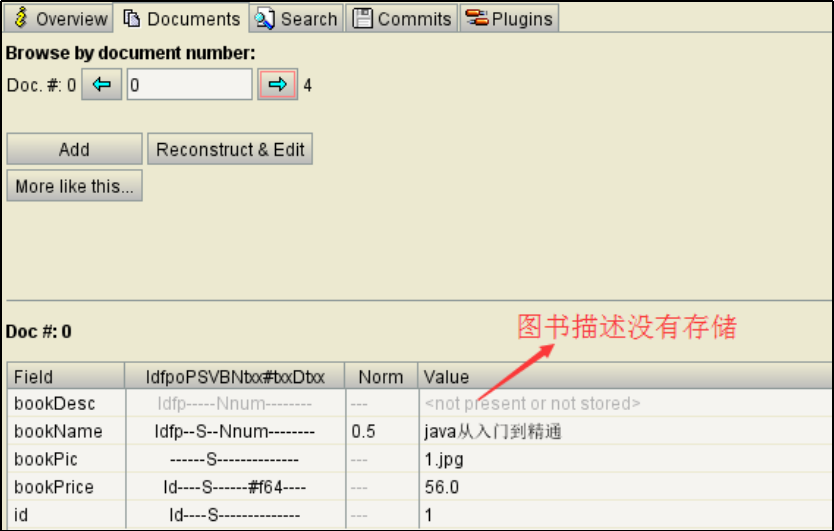 Overview Documents Search Commits Plugins
Browse by document number:
Doc. #: 0 0 4
Add Reconstruct & Edit
More like this...
图书描述没有存储
Doc #: 0
Field IdfpoPSVBNtxx#txxDtxx Norm Value
bookDesc Idfp-----Nnum-------- --- <not present or not stored>
bookName Idfp--S--Nnum-------- 0.5 java从入门到精通
bookPic ------S-------------- --- 1.jpg
bookPrice Id----S------#f64---- --- 56.0
id Id----S-------------- --- 1